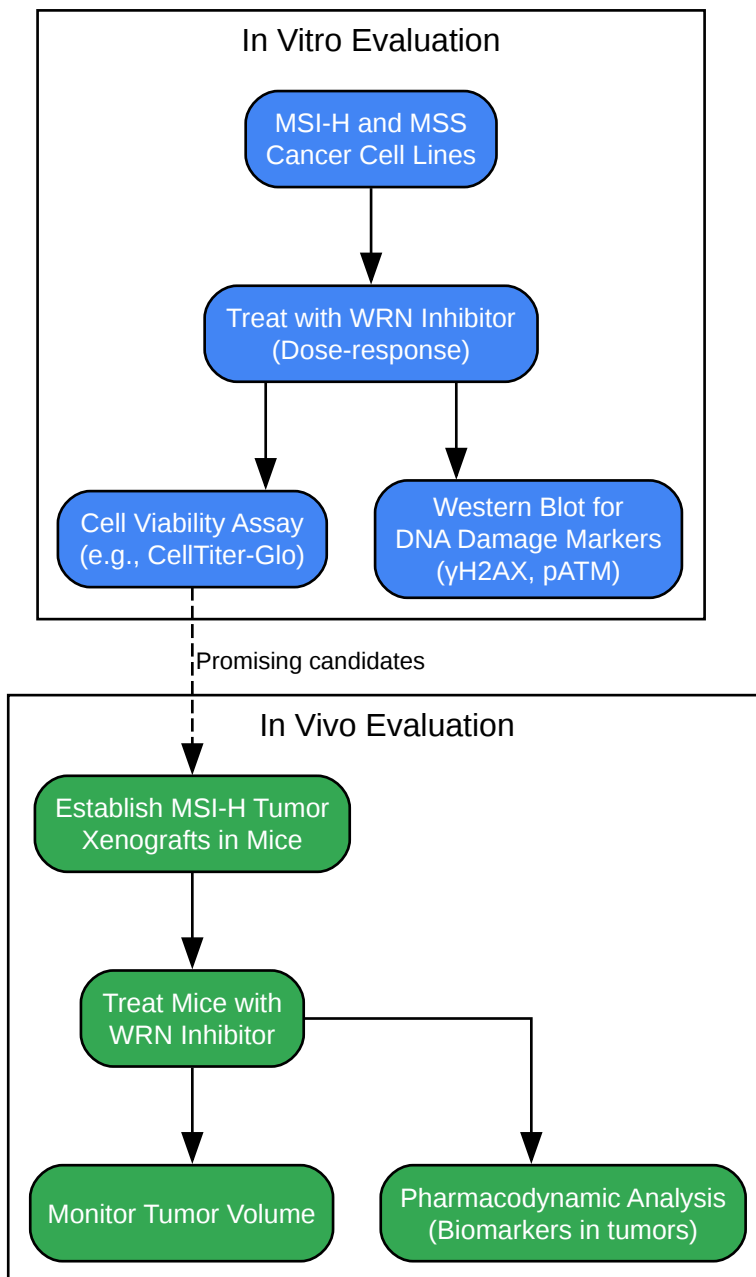 In Vitro Evaluation
MSI-H and MSS
Cancer Cell Lines
Treat with WRN Inhibitor
(Dose-response)
Cell Viability Assay
(e.g., CellTiter-Glo)
Western Blot for
DNA Damage Markers
(γH2AX, pATM)
Promising candidates
In Vivo Evaluation
Establish MSI-H Tumor
Xenografts in Mice
Treat Mice with
WRN Inhibitor
Monitor Tumor Volume
Pharmacodynamic Analysis
(Biomarkers in tumors)